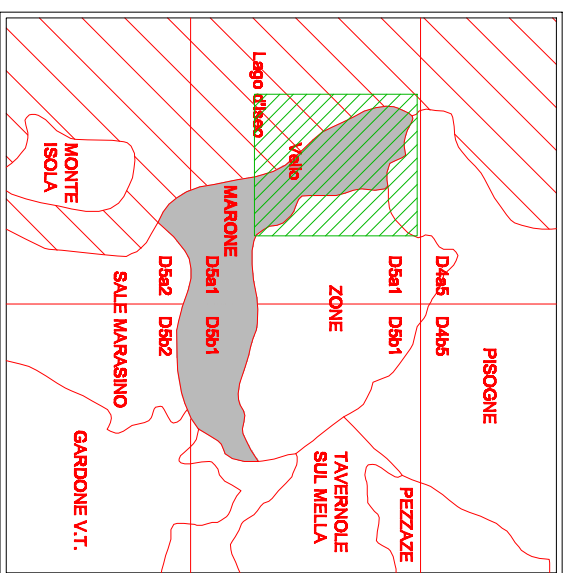 PISOGNE
D4a5 D4b5
PEZZAZE
D5a1 D5b1
ZONE
TAVERNOLE
SUL MELLA
Vello
Lago d'Iseo
MARONE
D5a1 D5b1
D5a2 D5b2
SALE MARASINO
GARDONE V.T.
MONTE
ISOLA